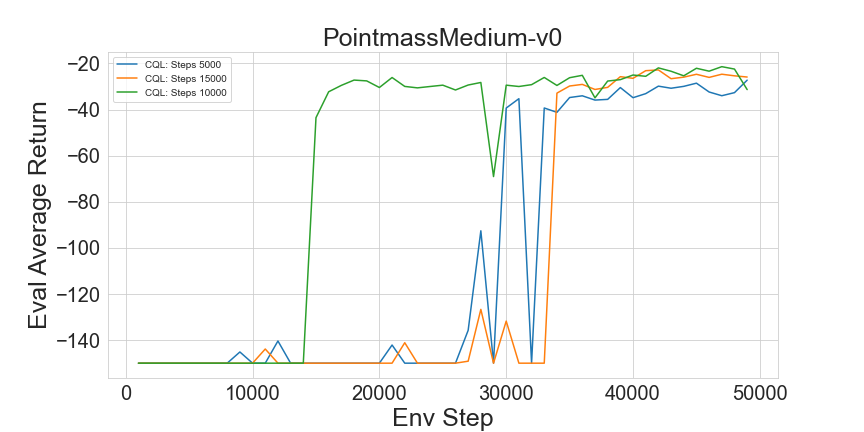 PointmassMedium-v0
CQL: Steps 5000
CQL: Steps 15000
CQL: Steps 10000
−20
−40
−60
−80
−100
−120
−140
Eval Average Return
0 10000 20000 30000 40000 50000
Env Step